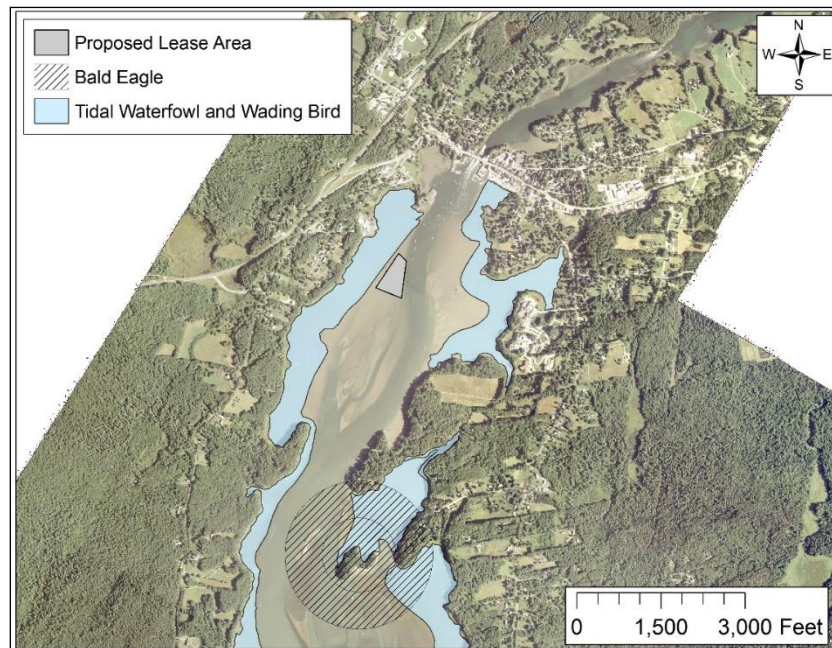 Proposed Lease Area
Bald Eagle
Tidal Waterfowl and Wading Bird
N
W E
S
0 1,500 3,000 Feet